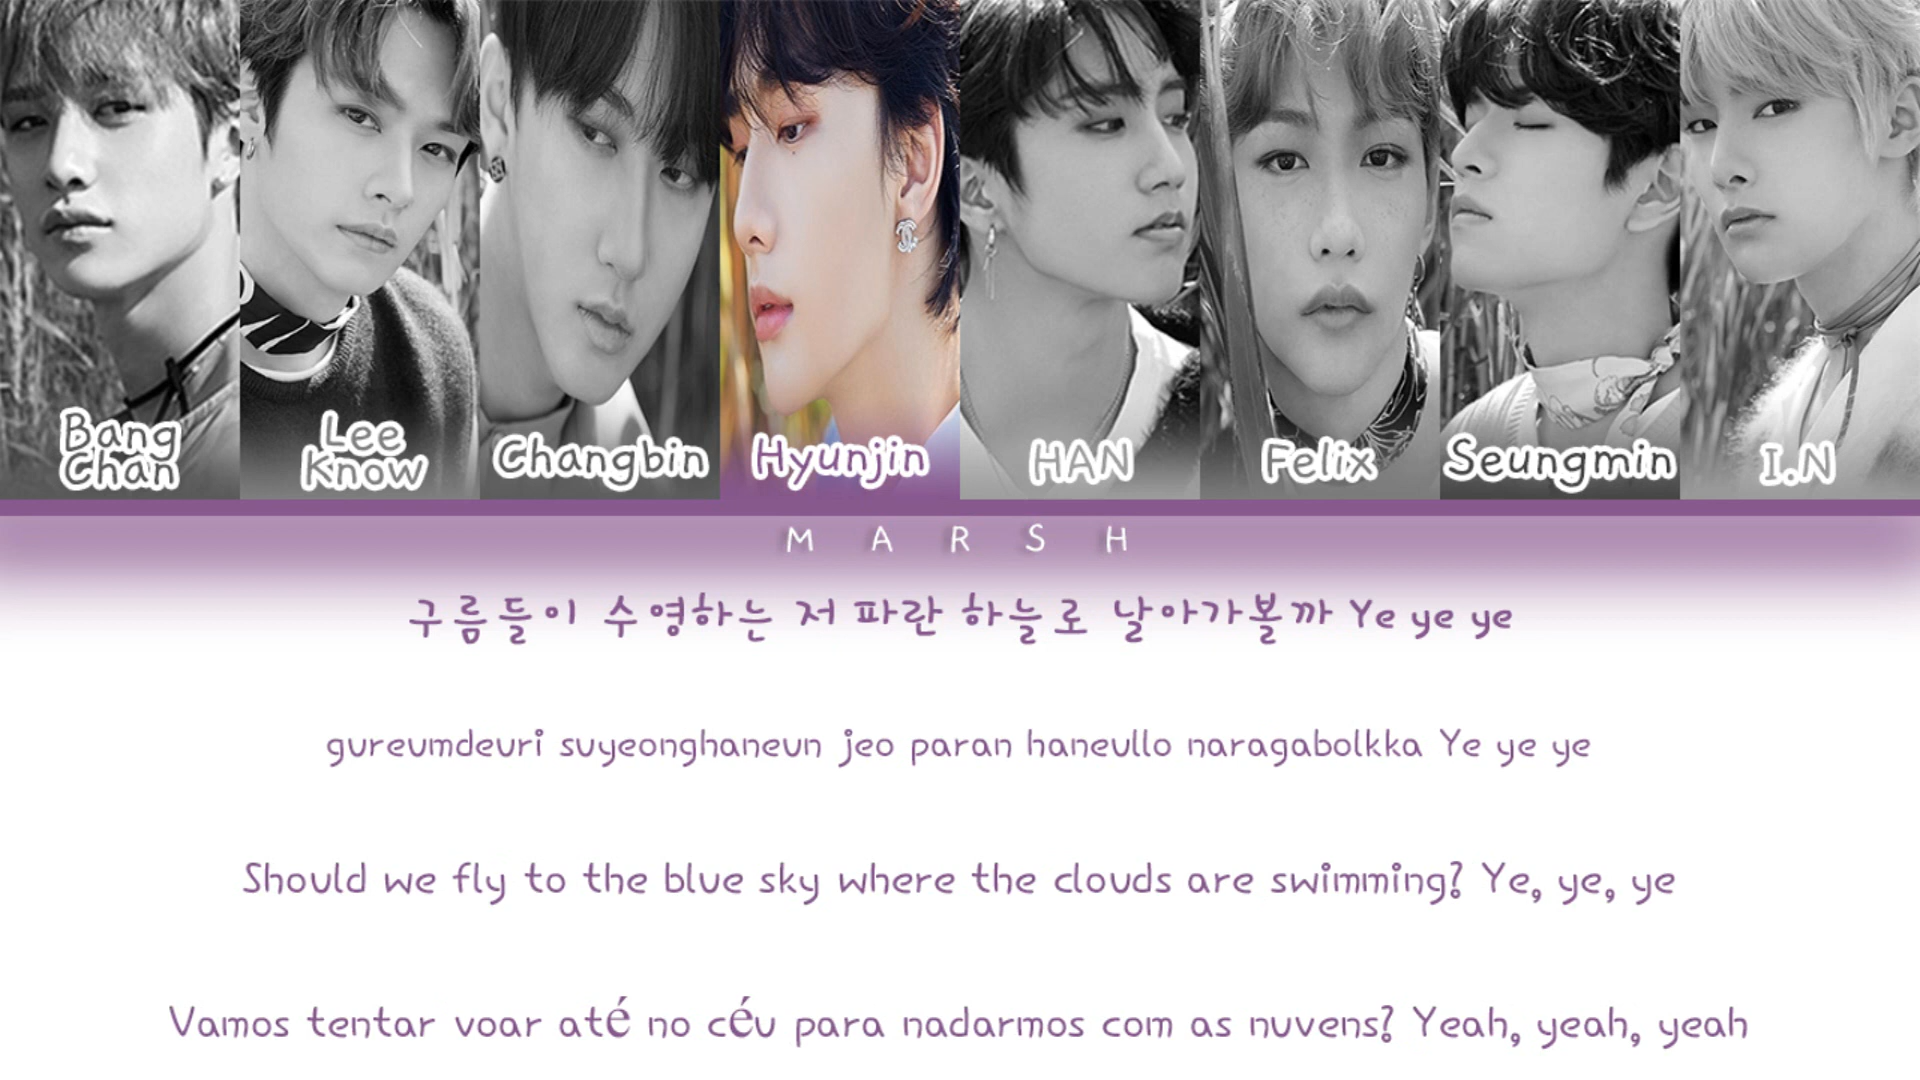 Bang
Chan
Lee
Know
Changbin
Hyunjin
HAN
Felix
Seungmin
I.N
MARSH
구름들이 수영하는 저 파란 하늘로 날아가볼까 Ye ye ye
gureumdeuri suyeonghaneun jeo paran haneullo naragabolkka Ye ye ye
Should we fly to the blue sky where the clouds are swimming? Ye, ye, ye
Vamos tentar voar até no céu para nadarmos com as nuvens? Yeah, yeah, yeah